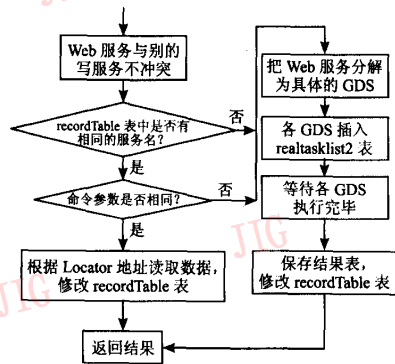 Web 服务与别的
写服务不冲突
recordTable 表中是否有
相同的服务名?
否
是
命令参数是否相同?
否
是
根据 Locator 地址读取数据,
修改 recordTable 表
返回结果
把 Web 服务分解
为具体的 GDS
各 GDS 插入
realtasklist2 表
等待各 GDS
执行完毕
保存结果表,
修改 recordTable 表
JIG
JIG
JIG